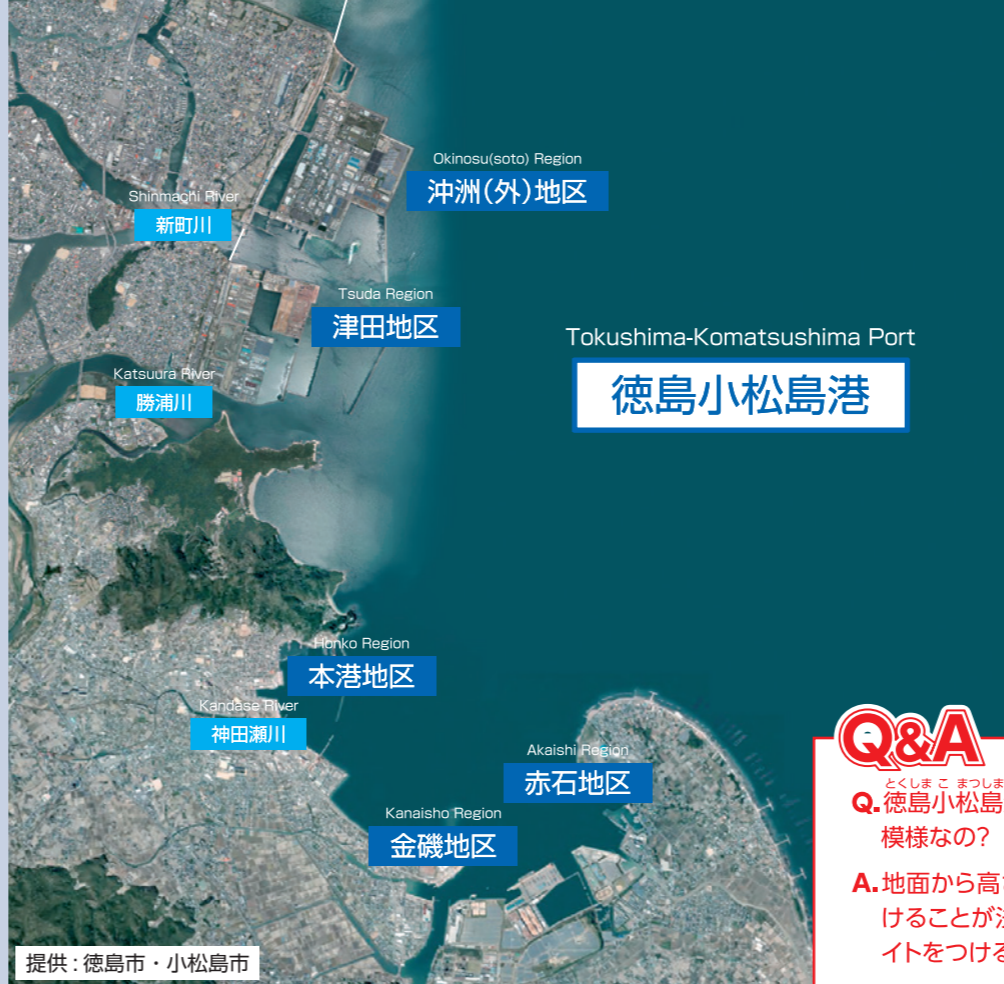 Okinosu(soto) Region
沖洲(外)地区
Shinmachi River
新町川
Tsuda Region
津田地区
Tokushima-Komatsushima Port
徳島小松島港
Katsuura River
勝浦川
Honko Region
本港地区
Kandase River
神田瀬川
Akaishi Region
赤石地区
Kanaisho Region
金磯地区
提供：徳島市・小松島市
Q&A
とくしま こ まつしま
Q.徳島小松島
模様なの?
A.地面から高
けることが
イトをつける